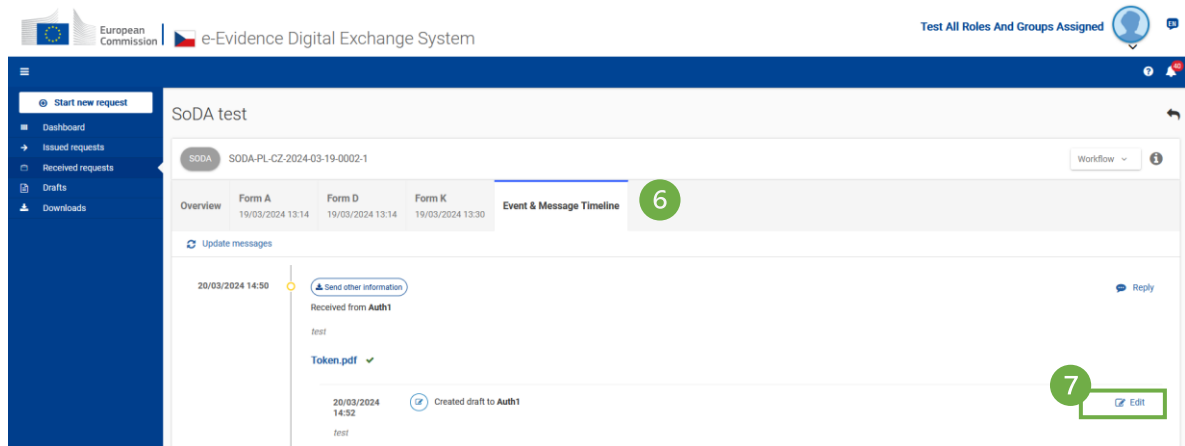 European
Commission
e-Evidence Digital Exchange System
Test All Roles And Groups Assigned
EN
Start new request
Dashboard
Issued requests
Received requests
Drafts
Downloads
SoDA test
SODA SODA-PL-CZ-2024-03-19-0002-1 Workflow
Overview
Form A
19/03/2024 13:14
Form D
19/03/2024 13:14
Form K
19/03/2024 13:30
Event & Message Timeline
6
Update messages
20/03/2024 14:50 Send other information Reply
Received from Auth1
test
Token.pdf
7
20/03/2024
14:52
Created draft to Auth1 Edit
test